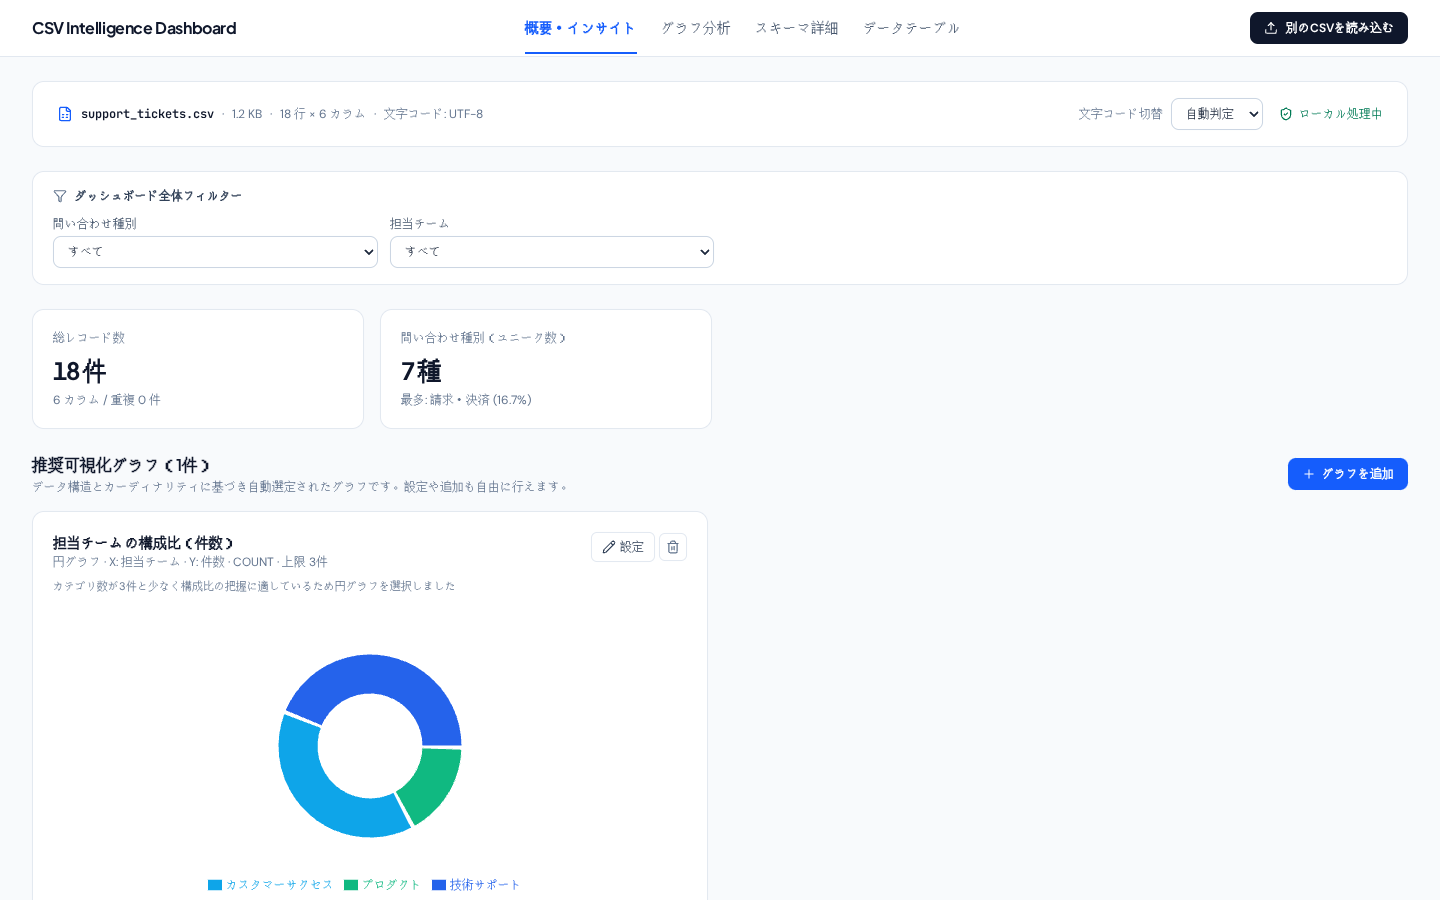 CSV Intelligence Dashboard
概要・インサイト
グラフ分析
スキーマ詳細
データテーブル
別のCSVを読み込む
support_tickets.csv · 1.2 KB · 18 行 × 6 カラム · 文字コード: UTF-8
文字コード切替
自動判定
ローカル処理中
ダッシュボード全体フィルター
問い合わせ種別
担当チーム
すべて
すべて
総レコード数
18件
6 カラム / 重複 0 件
問い合わせ種別（ユニーク数）
7種
最多: 請求・決済 (16.7%)
推奨可視化グラフ（1件）
データ構造とカーディナリティに基づき自動選定されたグラフです。設定や追加も自由に行えます。
グラフを追加
担当チームの構成比（件数）
円グラフ · X: 担当チーム · Y: 件数 · COUNT · 上限 3件
カテゴリ数が3件と少なく構成比の把握に適しているため円グラフを選択しました
設定
カスタマーサクセス
プロダクト
技術サポート